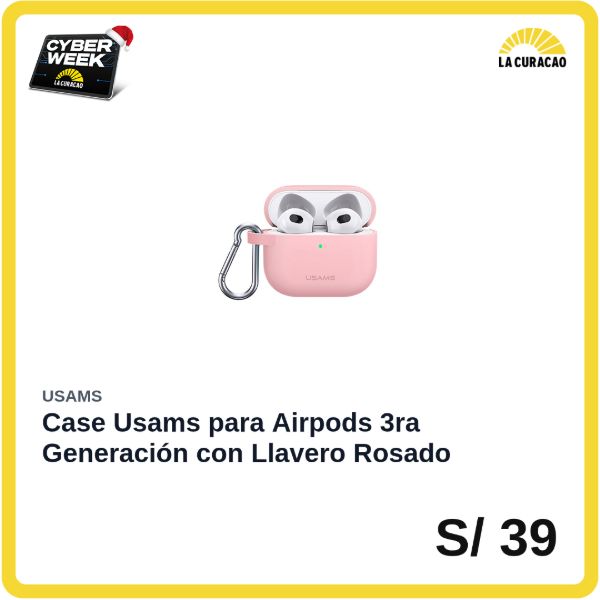 CYBER
WEEK
LA CURACAO
LA CURACAO
USAMS
USAMS
Case Usams para Airpods 3ra
Generación con Llavero Rosado
S/ 39